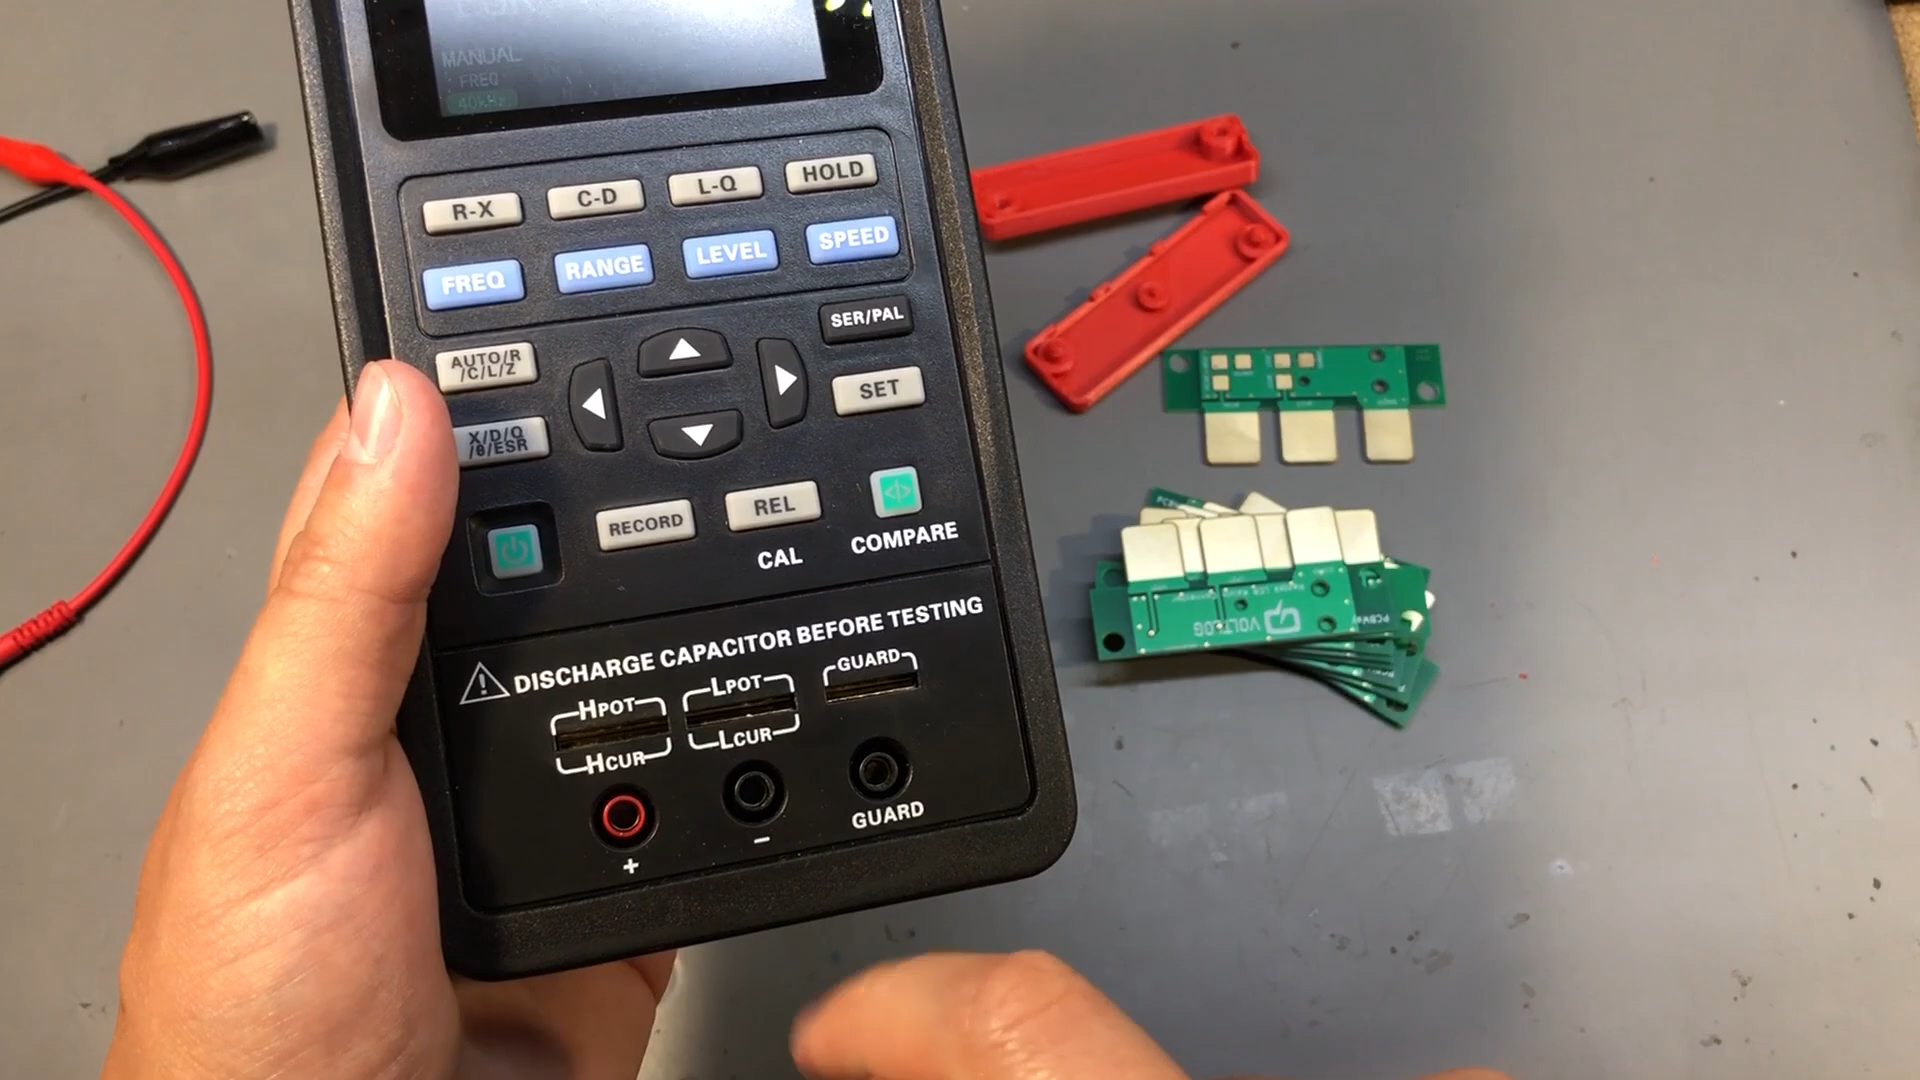 MANUAL
FREQ
40kHz
R-X
C-D
L-Q
HOLD
FREQ
RANGE
LEVEL
SPEED
AUTO/R
/C/L/Z
SER/PAL
X/D/Q
/θ/ESR
SET
RECORD
REL
CAL
COMPARE
⚠ DISCHARGE CAPACITOR BEFORE TESTING
HPOT
LPOT
GUARD
HCUR
LCUR
+
−
GUARD
VOLTLOG